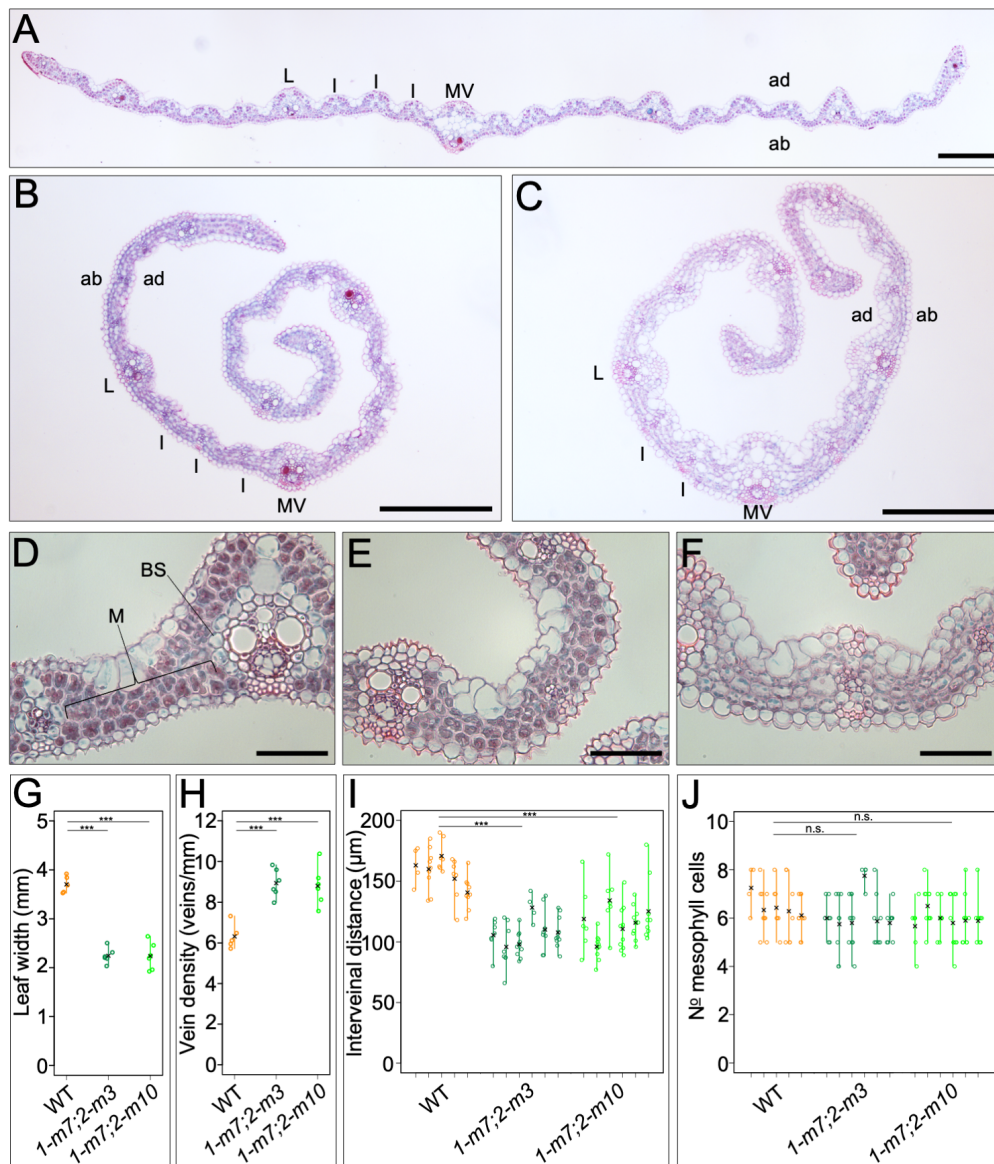 A
L
I
I
I
MV
ad
ab
B
ab
ad
L
I
I
I
MV
C
ad
ab
L
I
I
MV
D
BS
M
E
F
G
Leaf width (mm)
5
4
3
2
1
0
***
***
WT
1-m7;2-m3
1-m7;2-m10
H
Vein density (veins/mm)
12
10
8
6
4
2
0
***
***
WT
1-m7;2-m3
1-m7;2-m10
I
Interveinal distance (µm)
200
150
100
50
0
***
***
WT
1-m7;2-m3
1-m7;2-m10
J
Nº mesophyll cells
10
8
6
4
2
0
n.s.
n.s.
WT
1-m7;2-m3
1-m7;2-m10